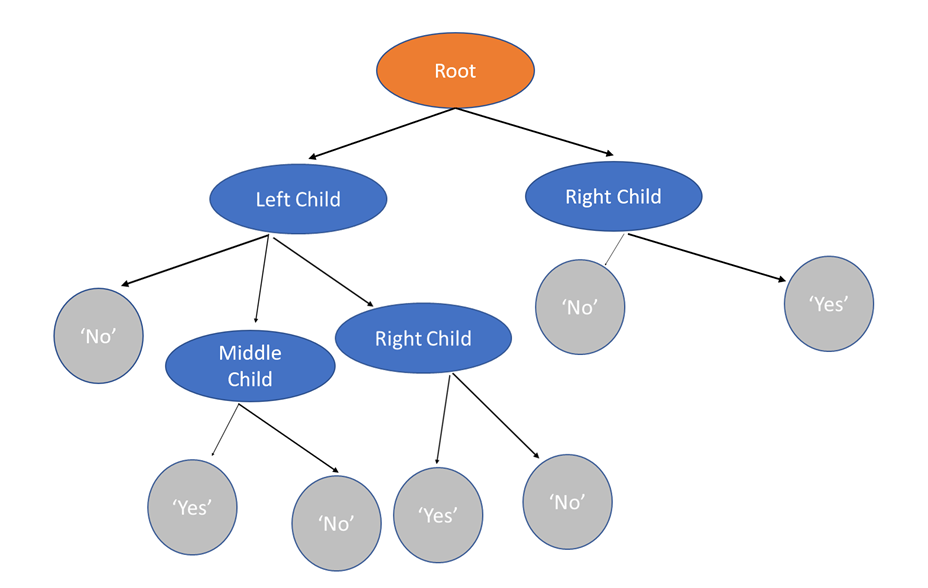 Root
Left Child
Right Child
‘No’
Middle
Child
Right Child
‘No’
‘Yes’
‘Yes’
‘No’
‘Yes’
‘No’